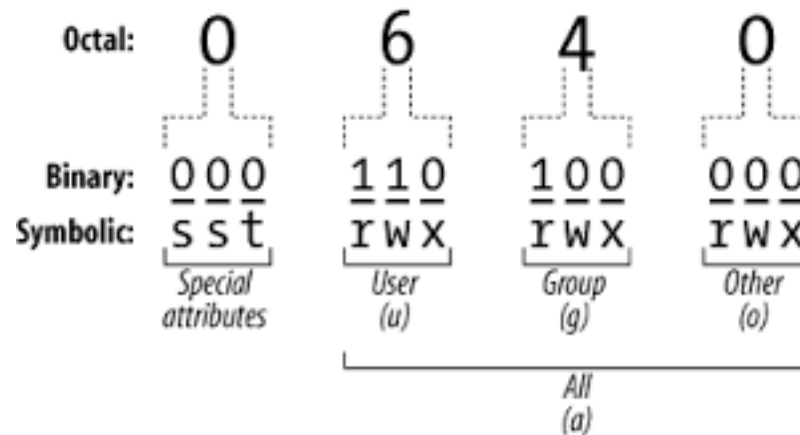 Octal: 0 6 4 0
Binary: 000 110 100 000
Symbolic: sst rwx rwx rwx
Special User Group Other
attributes (u) (g) (o)
All
(a)